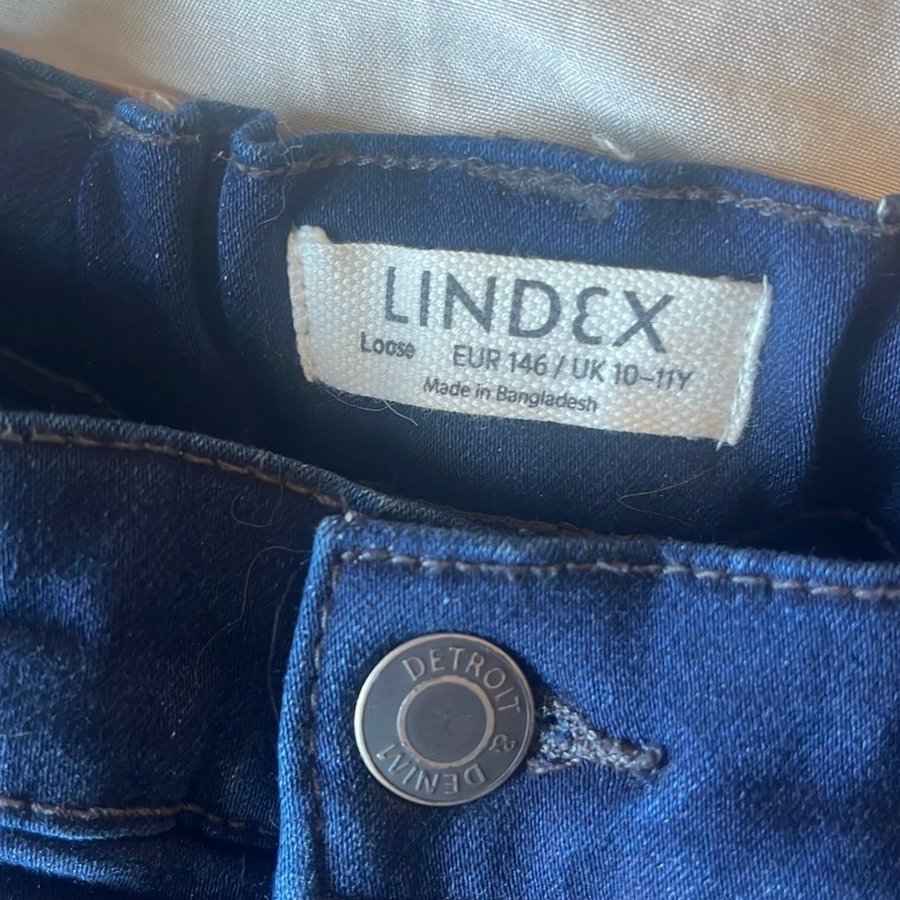 LINDEX
Loose EUR 146 / UK 10-11Y
Made in Bangladesh
DETROIT & DENIM